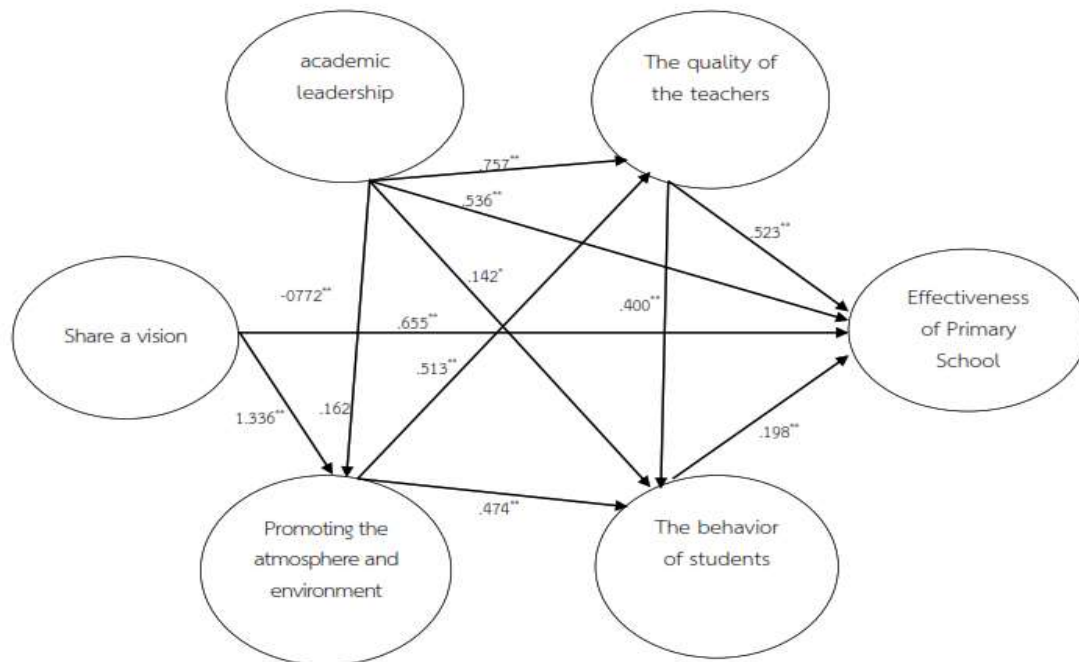 academic
leadership
The quality of
the teachers
.757**
.536**
.523**
-0772**
.142*
.400**
Share a vision
.655**
Effectiveness
of Primary
School
.513**
1.336**
.162
.198**
.474**
Promoting the
atmosphere and
environment
The behavior
of students